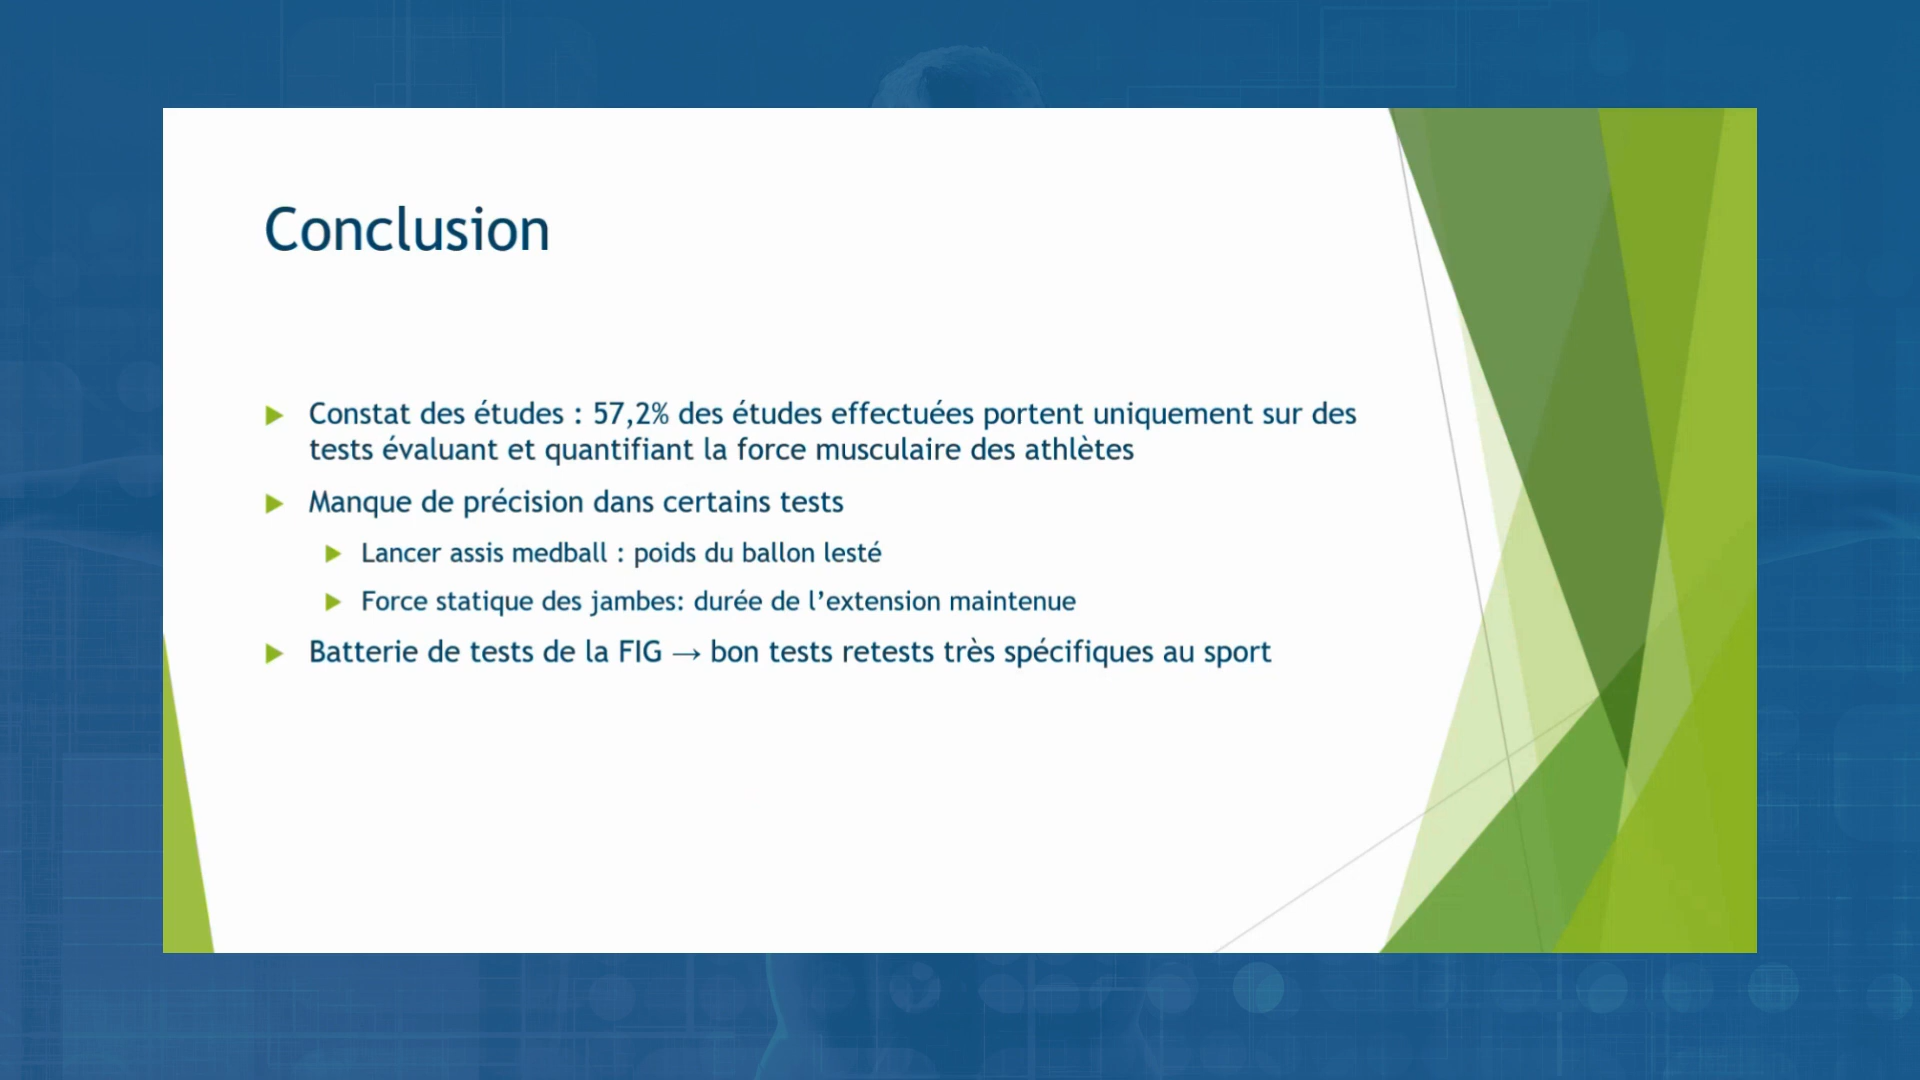 Conclusion
Constat des études : 57,2% des études effectuées portent uniquement sur des
tests évaluant et quantifiant la force musculaire des athlètes
Manque de précision dans certains tests
Lancer assis medball : poids du ballon lesté
Force statique des jambes: durée de l’extension maintenue
Batterie de tests de la FIG → bon tests retests très spécifiques au sport